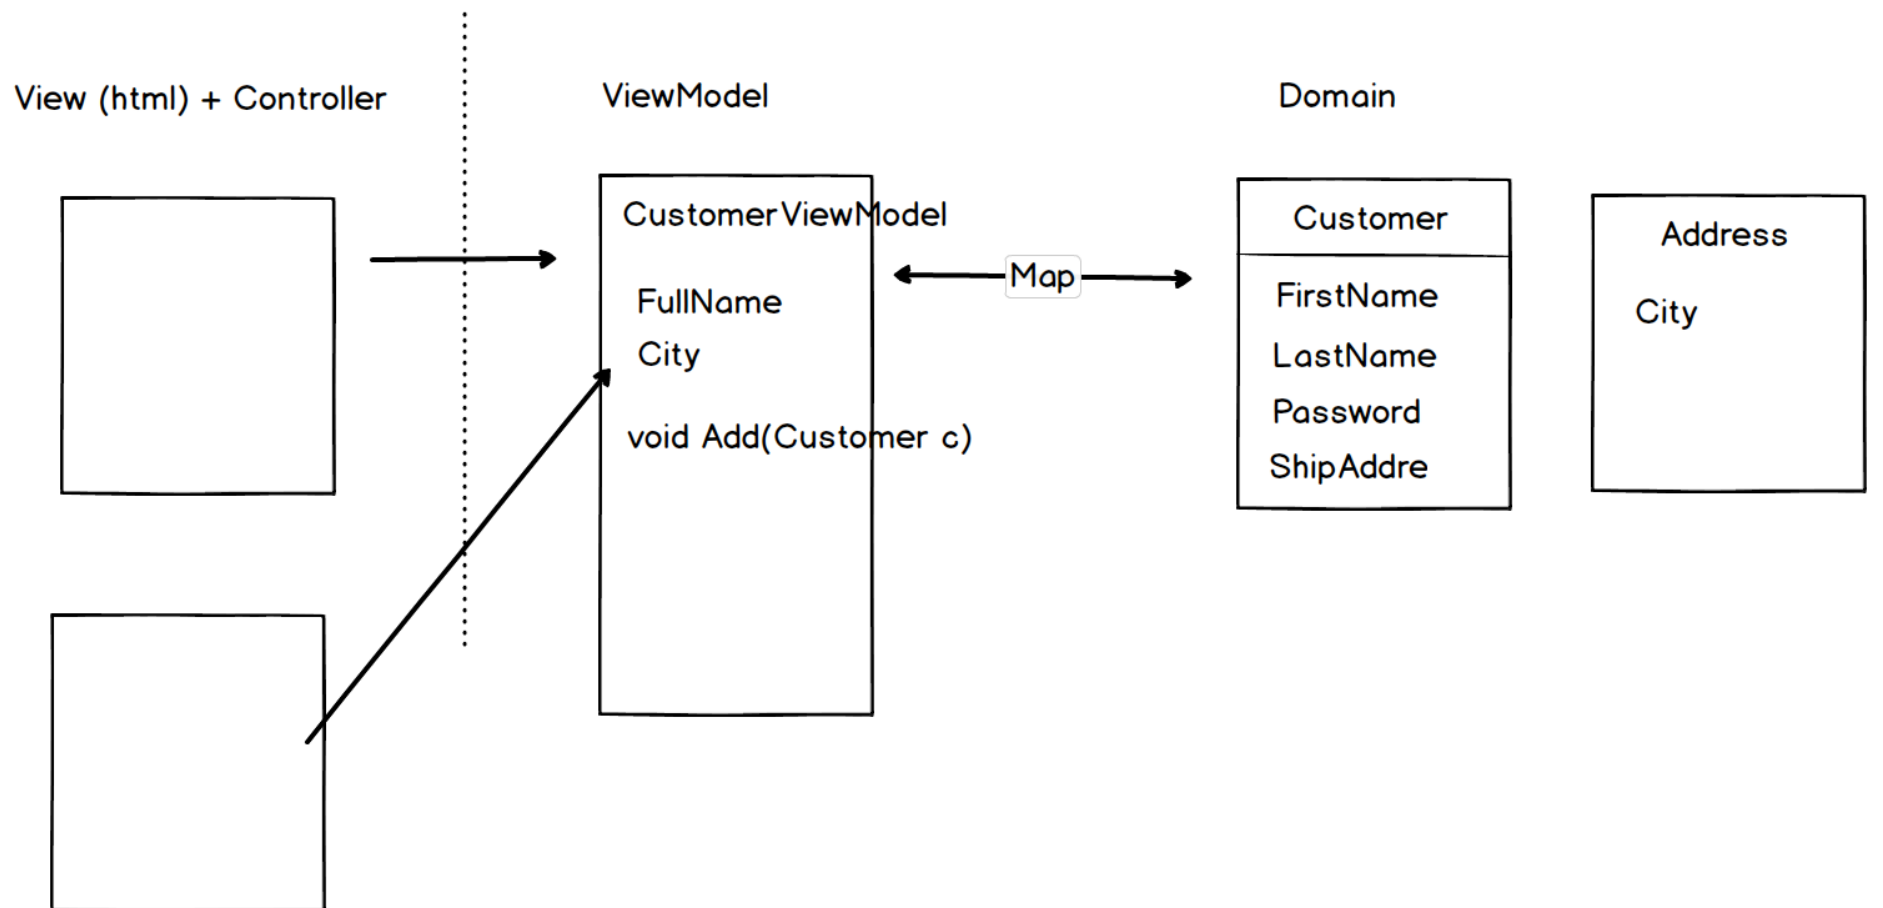 View (html) + Controller
ViewModel
Domain
CustomerViewModel
FullName
City
void Add(Customer c)
Map
Customer
FirstName
LastName
Password
ShipAddre
Address
City